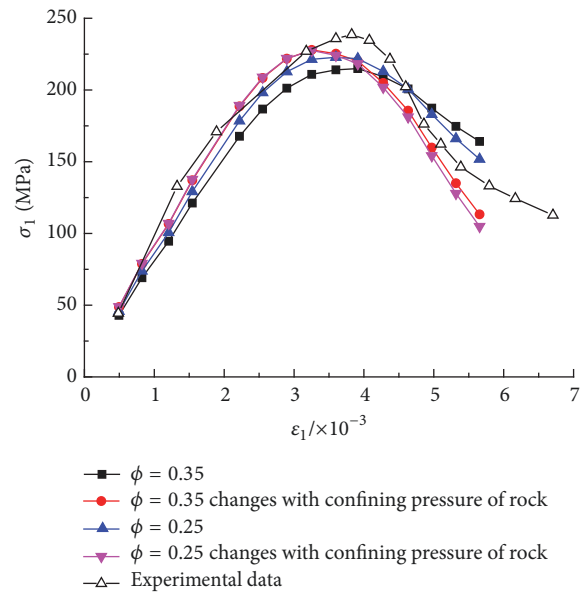 250
200
150
100
50
0
σ1 (MPa)
0 1 2 3 4 5 6 7
ε1/×10−3
ϕ = 0.35
ϕ = 0.35 changes with confining pressure of rock
ϕ = 0.25
ϕ = 0.25 changes with confining pressure of rock
Experimental data